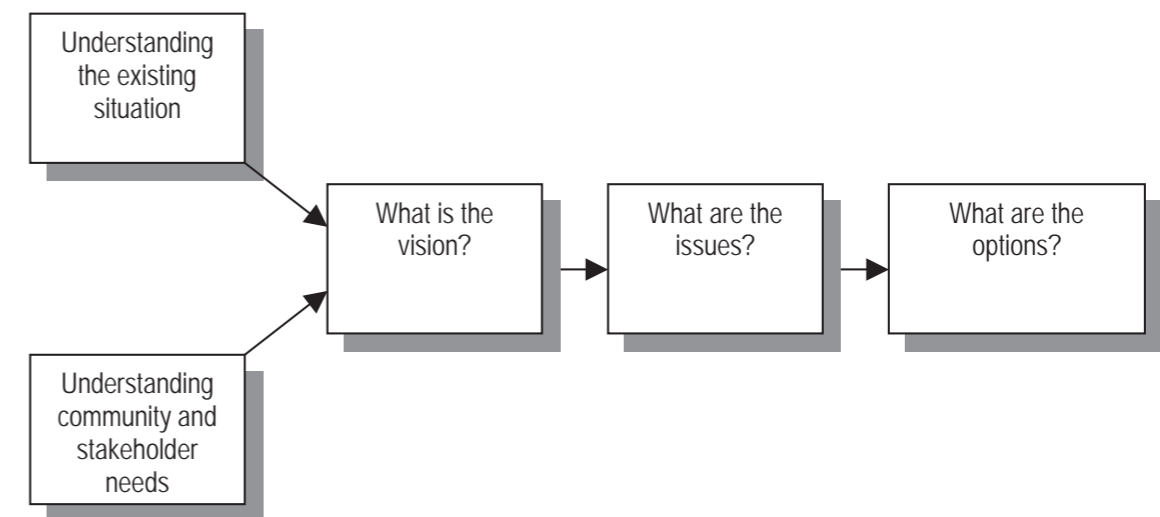 Understanding
the existing
situation
Understanding
community and
stakeholder
needs
What is the
vision?
What are the
issues?
What are the
options?